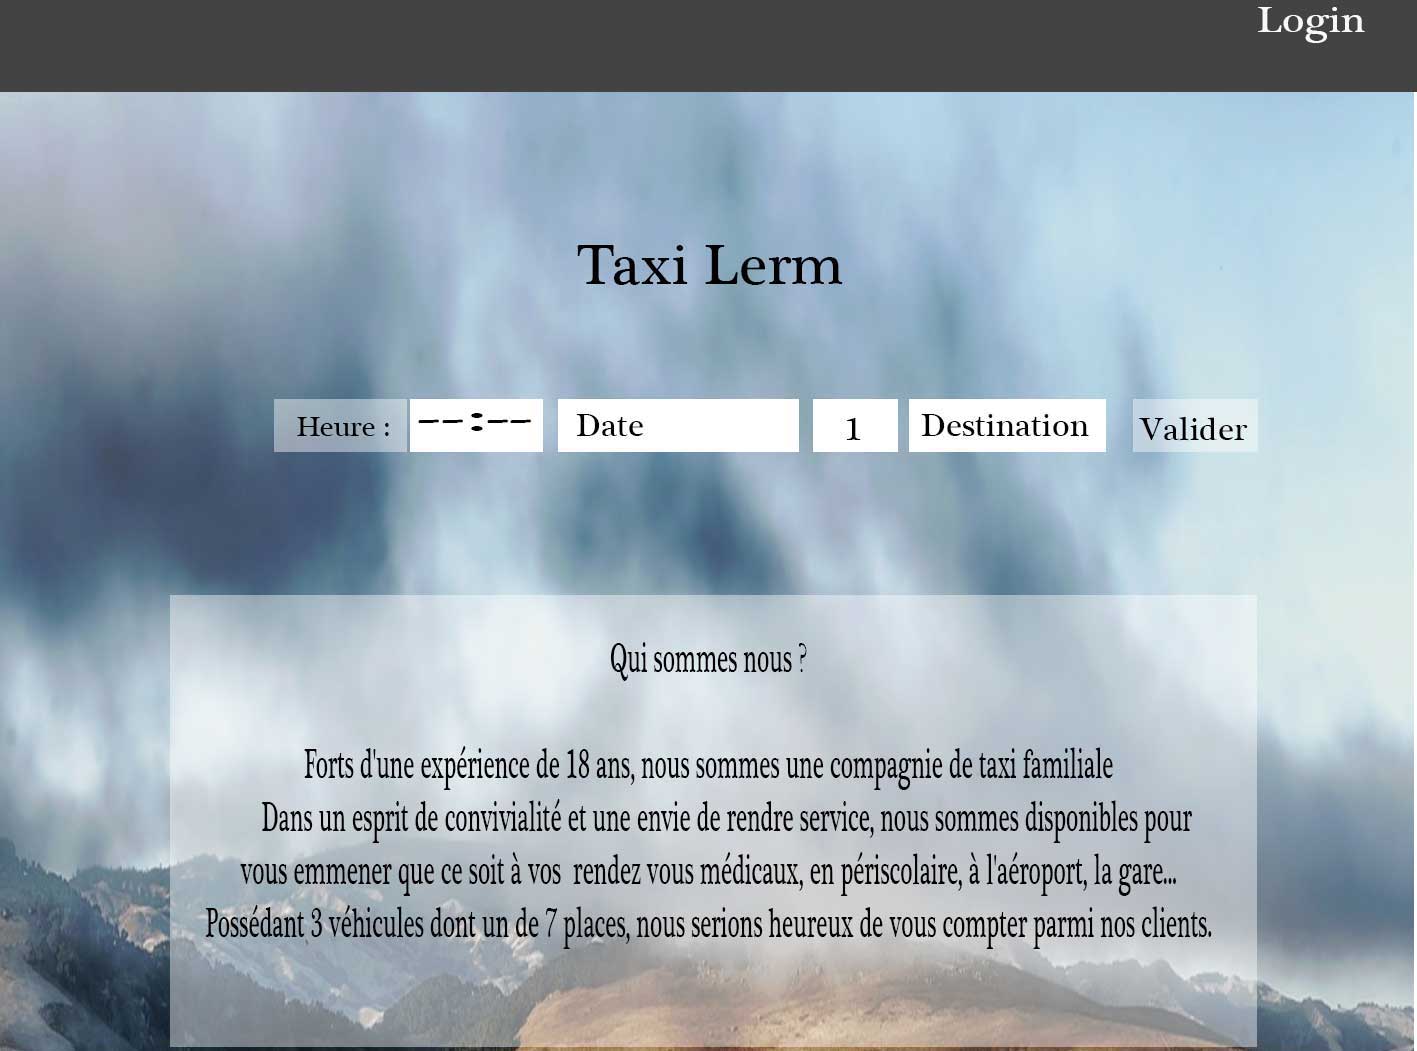 Login
Taxi Lerm
Heure : --:-- Date 1 Destination Valider
Qui sommes nous ?
Forts d'une expérience de 18 ans, nous sommes une compagnie de taxi familiale
Dans un esprit de convivialité et une envie de rendre service, nous sommes disponibles pour
vous emmener que ce soit à vos rendez vous médicaux, en périscolaire, à l'aéroport, la gare...
Possédant 3 véhicules dont un de 7 places, nous serions heureux de vous compter parmi nos clients.